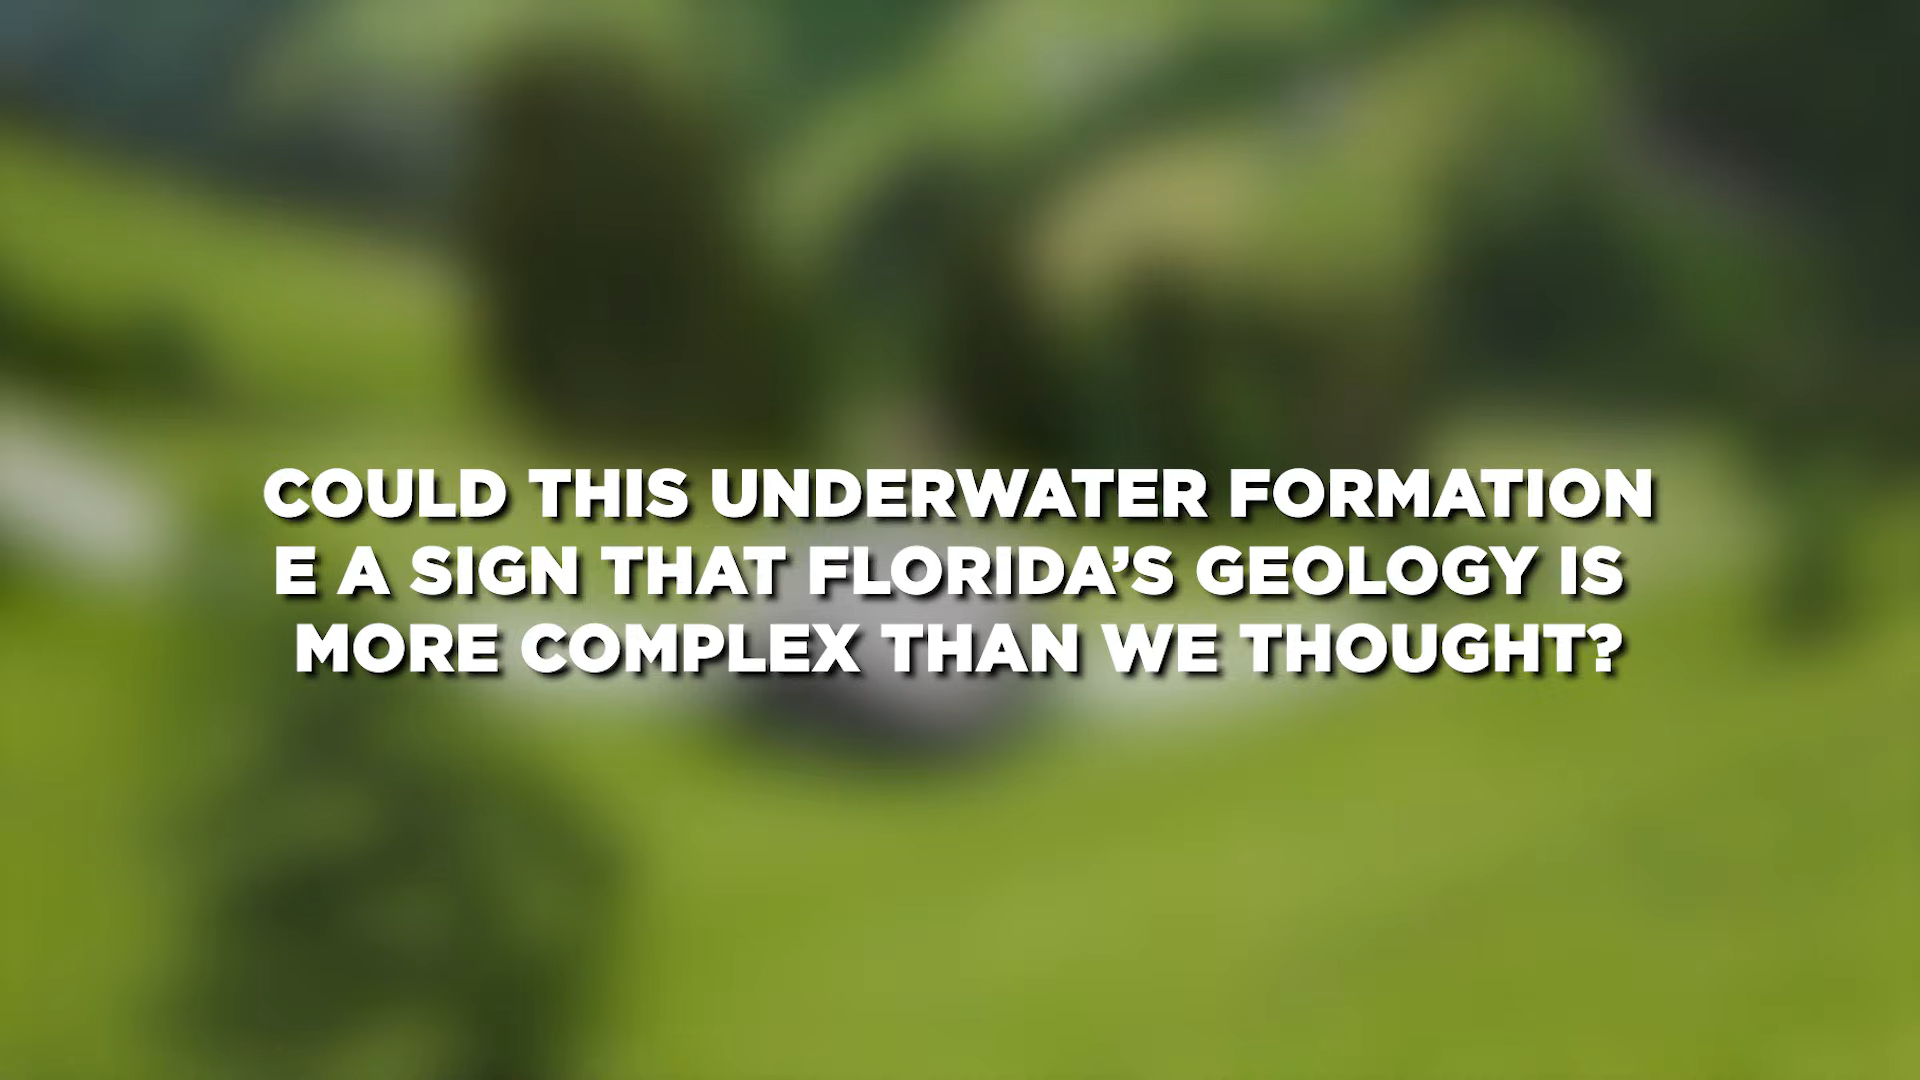 COULD THIS UNDERWATER FORMATION
E A SIGN THAT FLORIDA’S GEOLOGY IS
MORE COMPLEX THAN WE THOUGHT?